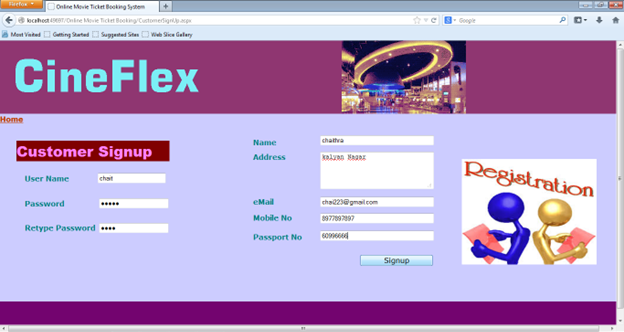 Firefox
Online Movie Ticket Booking System
localhost:49697/Online Movie Ticket Booking/CustomerSignUp.aspx
Google
Most Visited Getting Started Suggested Sites Web Slice Gallery
CineFlex
Home
Customer Signup
User Name chait
Password •••••
Retype Password ••••
Name chaithra
Address kalyan Nagar
eMail chai223@gmail.com
Mobile No 8977897897
Passport No 60996666
Signup
Registration